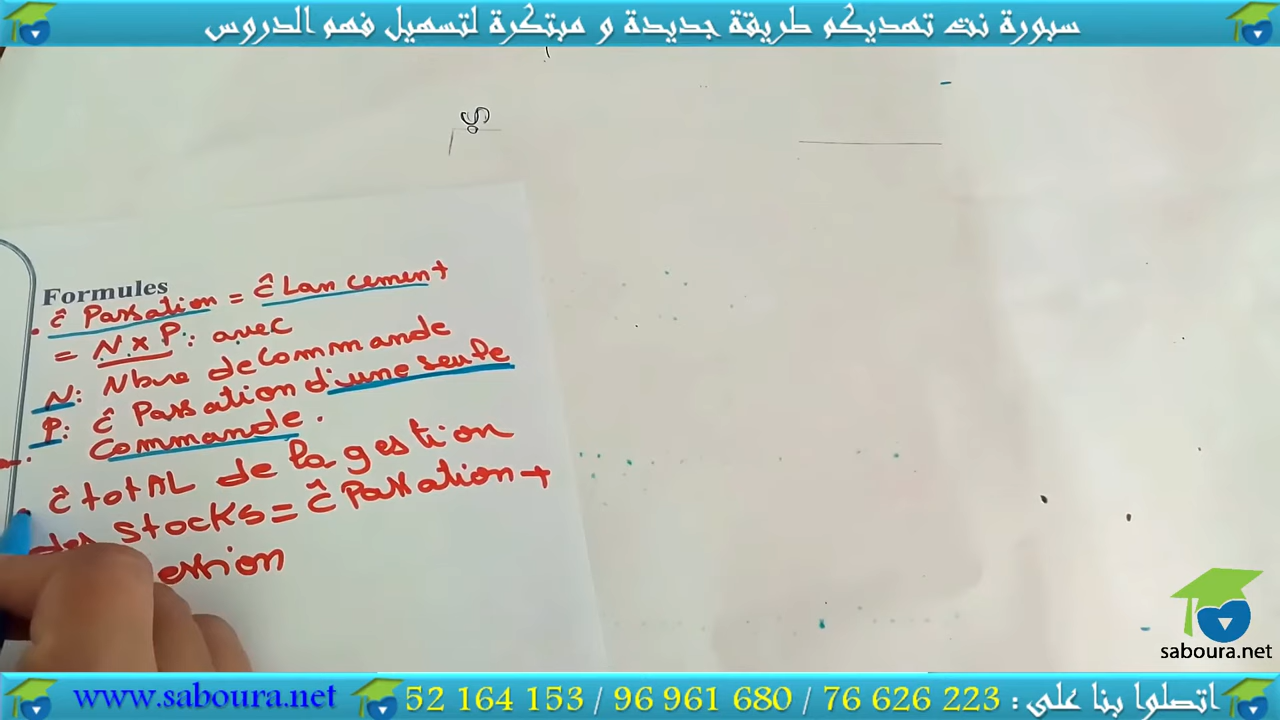 سبورة نت تهديكم طريقة جديدة و مبتكرة لتسهيل فهم الدروس
Formules
. ĉ Passation = ĉ Lancement
= N x P : avec
N: Nbre de commande
P: ĉ Passation d'une seule
Commande.
. ĉ totAL de la gestion
des Stocks = ĉ Passation +
ession
saboura.net
www.saboura.net
52 164 153 / 96 961 680 / 76 626 223 : اتصلوا بنا على